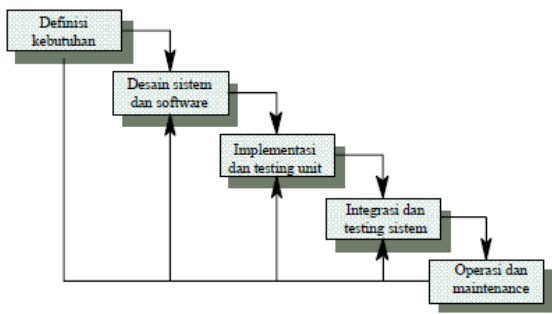 Definisi
kebutuhan
Desain sistem
dan software
Implementasi
dan testing unit
Integrasi dan
testing sistem
Operasi dan
maintenance